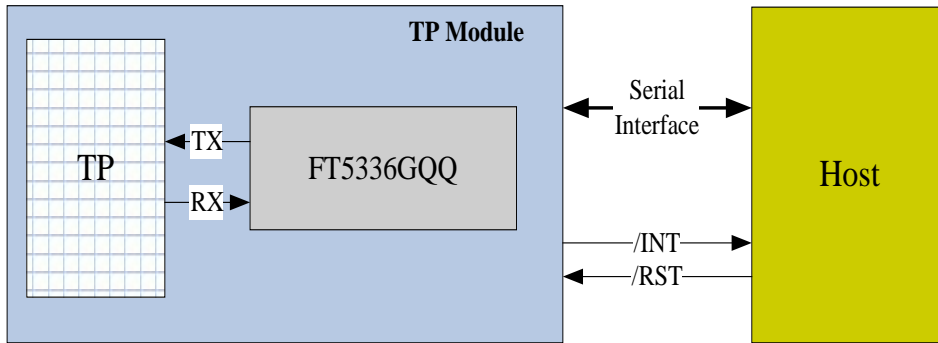 TP Module
TP
TX
RX
FT5336GQQ
Serial
Interface
/INT
/RST
Host